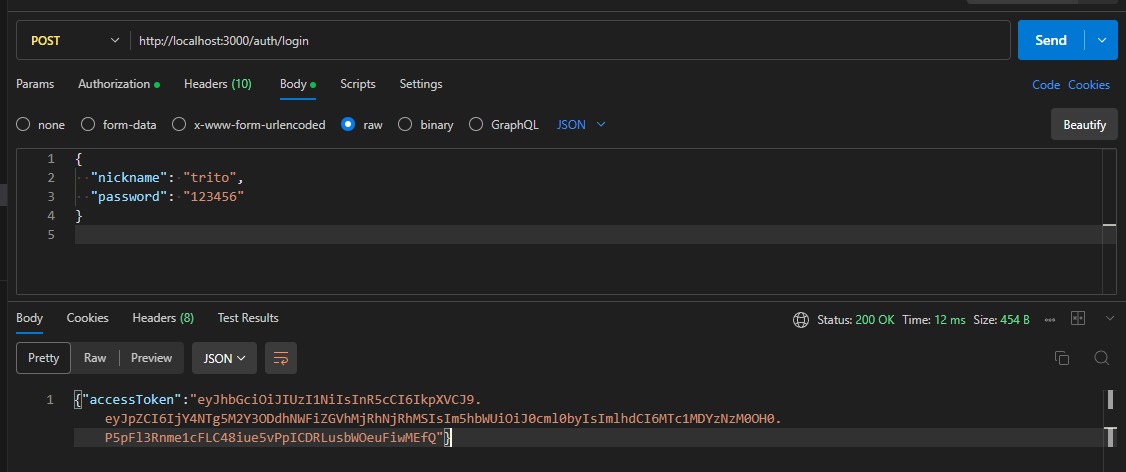 POST
http://localhost:3000/auth/login
Send
Params Authorization Headers (10) Body Scripts Settings Code Cookies
none form-data x-www-form-urlencoded raw binary GraphQL JSON Beautify
1 {
2 "nickname": "trito",
3 "password": "123456"
4 }
5
Body Cookies Headers (8) Test Results Status: 200 OK Time: 12 ms Size: 454 B
Pretty Raw Preview JSON
1 {"accessToken":"eyJhbGciOiJIUzI1NiIsInR5cCI6IkpXVCJ9.
eyJpZCI6IjY4NTg5M2Y3ODdhNWFiZGVhMjRhNjRhMSIsIm5hbWUiOiJ0cml0byIsImlhdCI6MTc1MDYzNzM0OH0.
P5pFl3Rnme1cFLC48iue5vPpICDRLusbWOeuFiwMEfQ"}